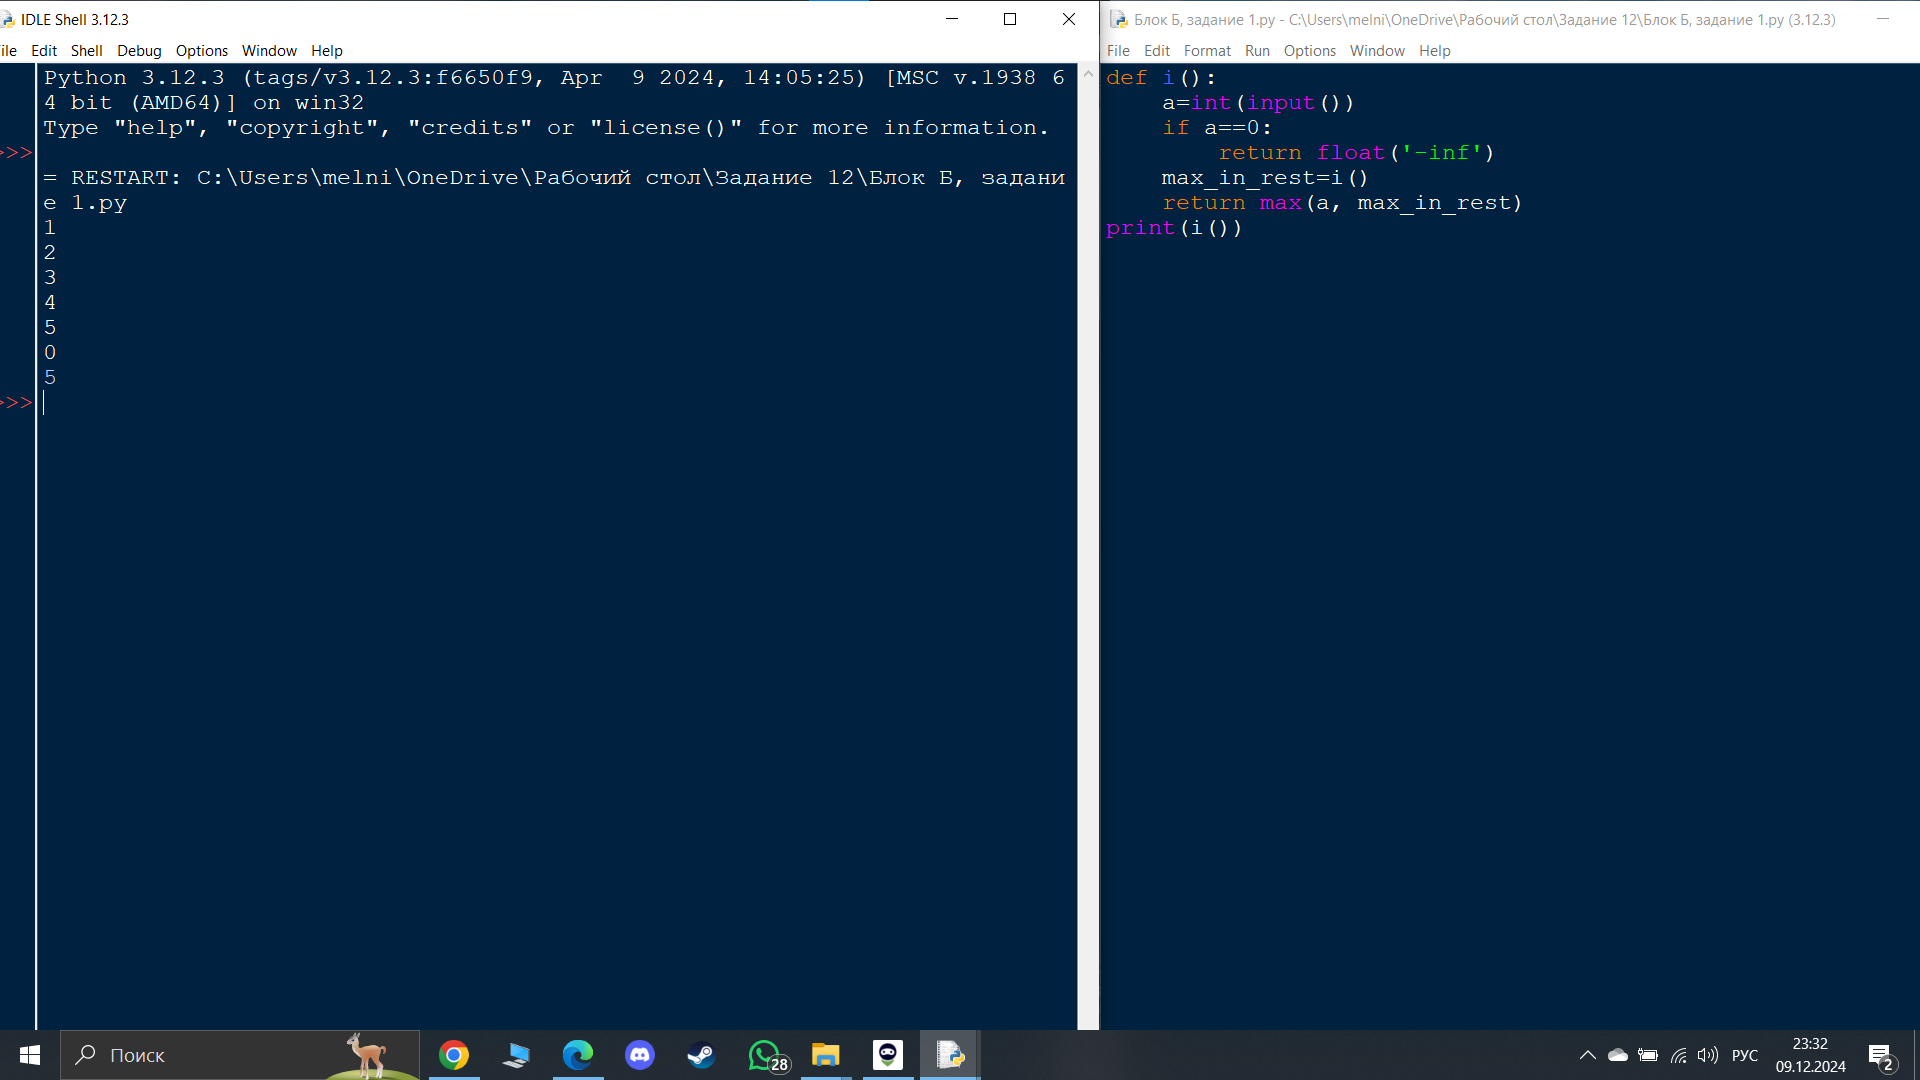 IDLE Shell 3.12.3
ile Edit Shell Debug Options Window Help
Python 3.12.3 (tags/v3.12.3:f6650f9, Apr  9 2024, 14:05:25) [MSC v.1938 6
4 bit (AMD64)] on win32
Type "help", "copyright", "credits" or "license()" for more information.
>>>
= RESTART: C:\Users\melni\OneDrive\Рабочий стол\Задание 12\Блок Б, задани
е 1.py
1
2
3
4
5
0
5
>>>
Блок Б, задание 1.py - C:\Users\melni\OneDrive\Рабочий стол\Задание 12\Блок Б, задание 1.py (3.12.3)
File Edit Format Run Options Window Help
def i():
    a=int(input())
    if a==0:
        return float('-inf')
    max_in_rest=i()
    return max(a, max_in_rest)
print(i())
Поиск
28
РУС
23:32
09.12.2024
2